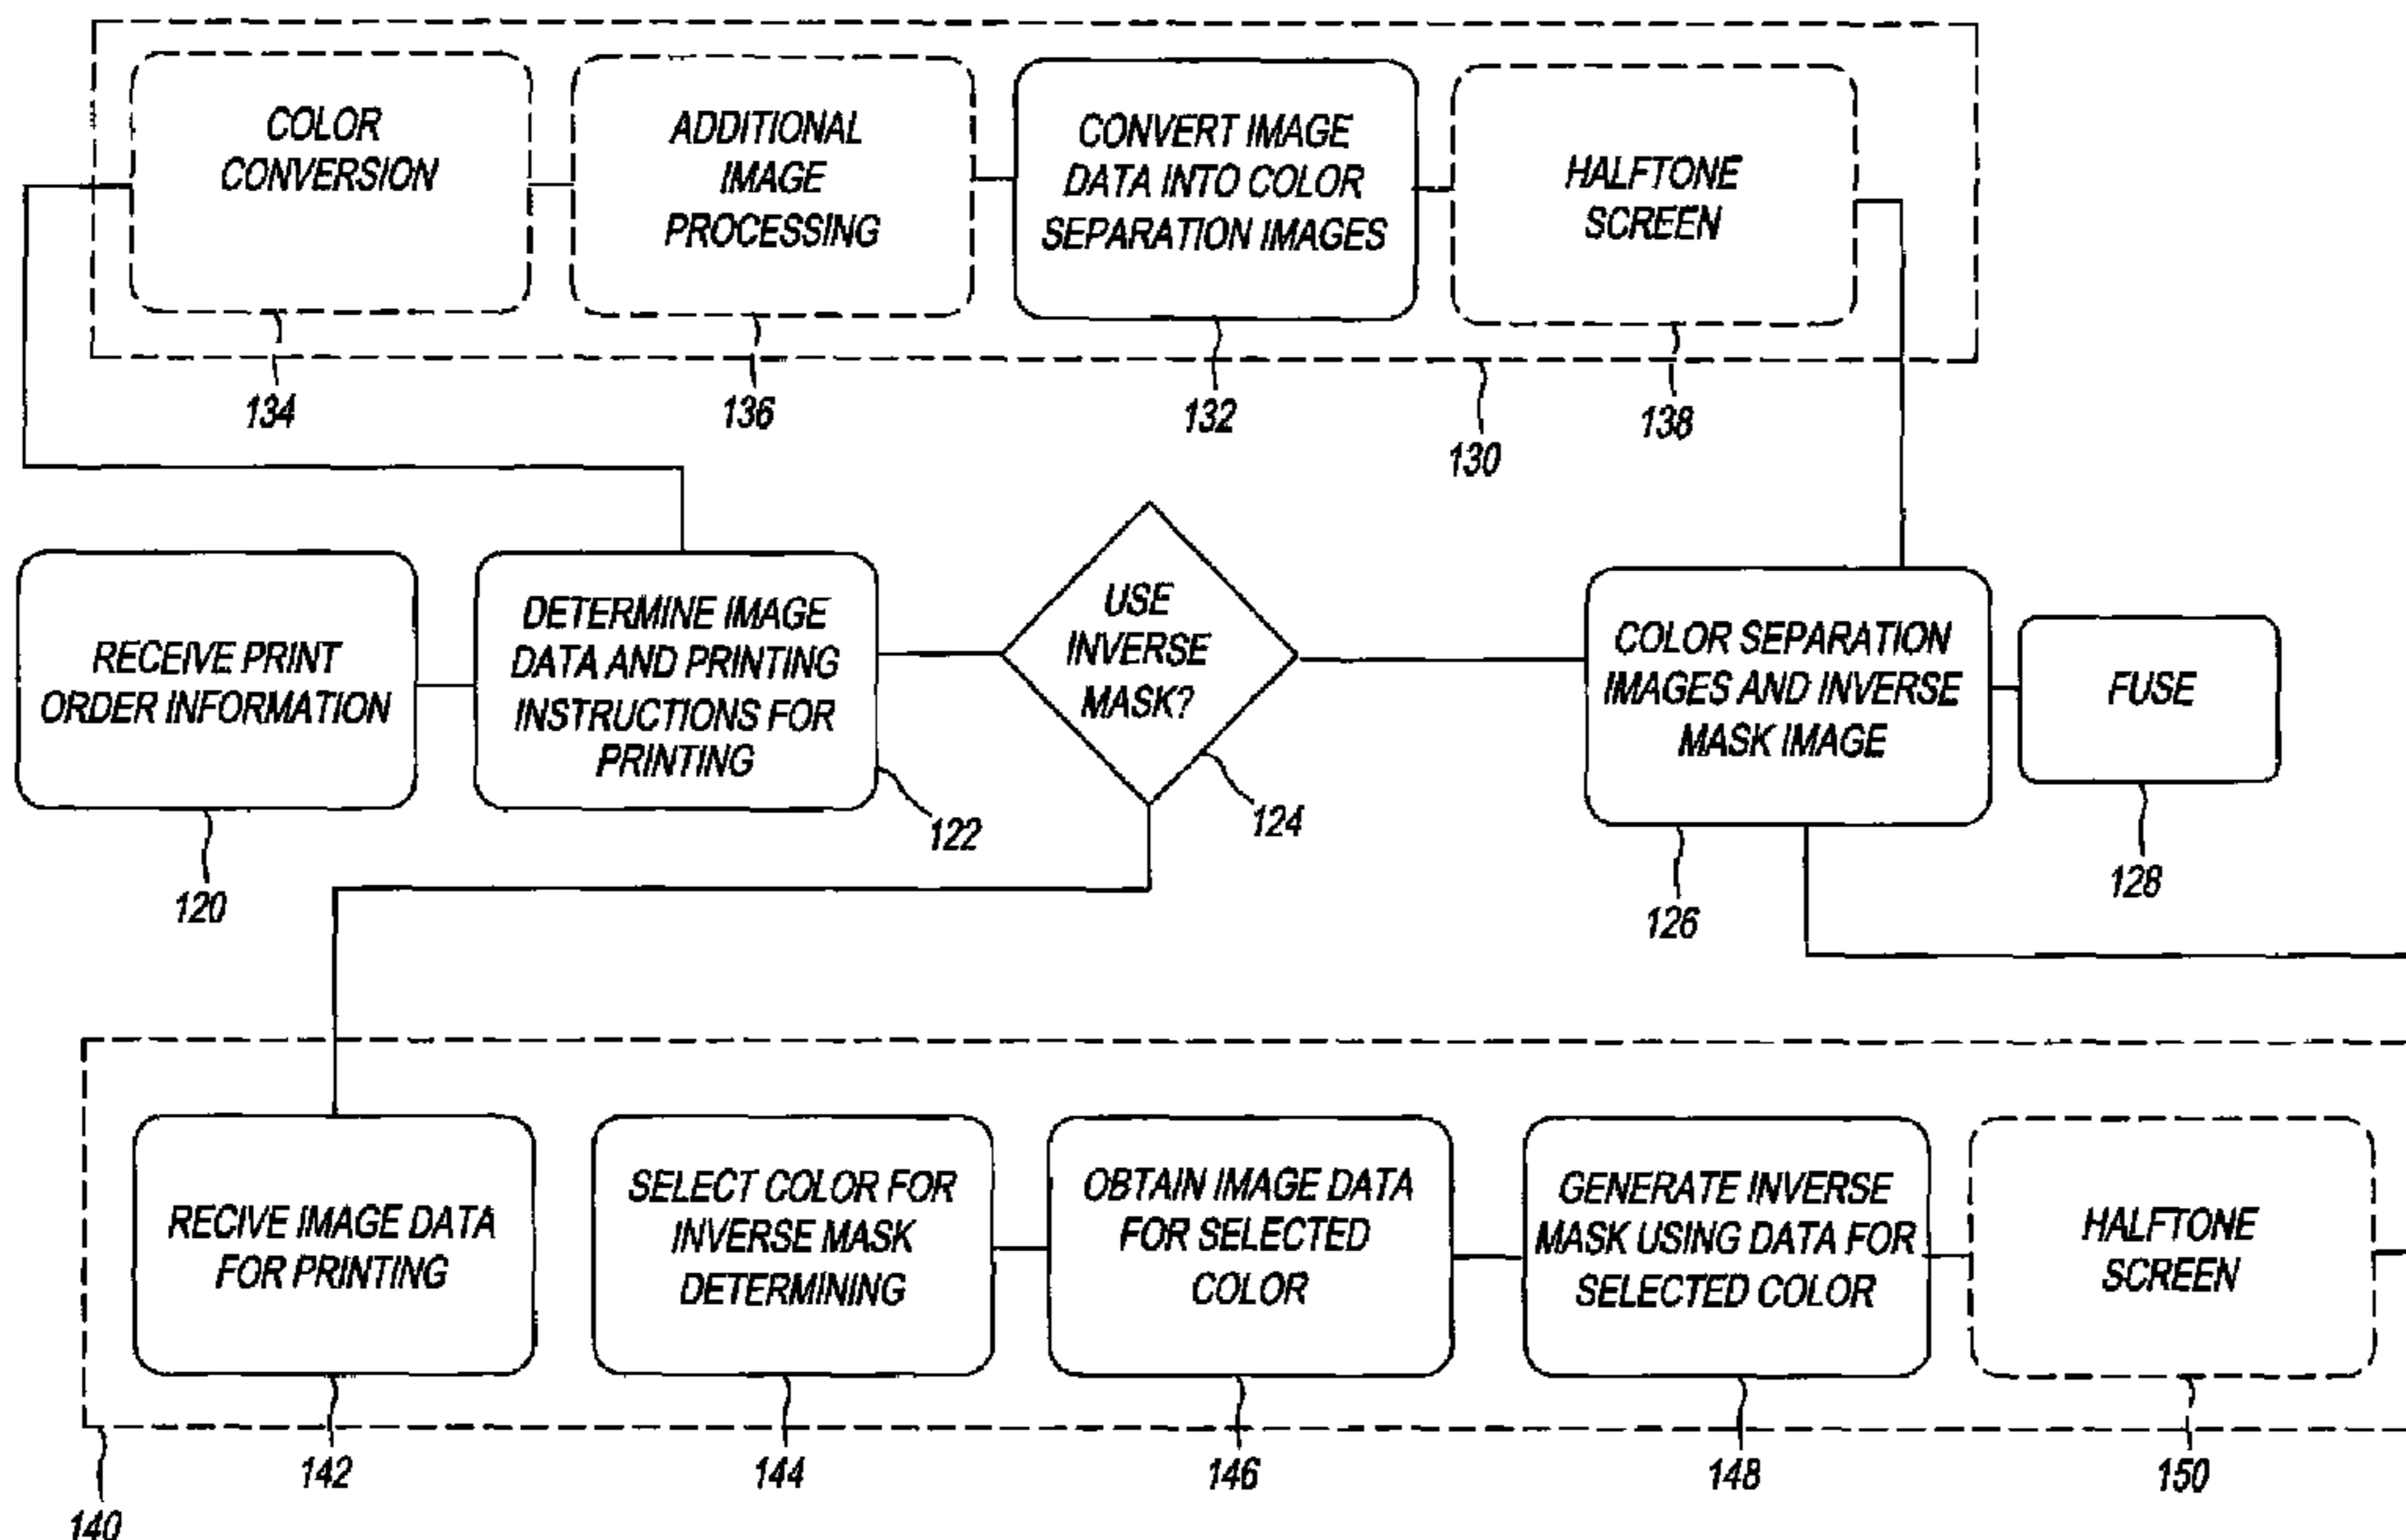 COLOR
CONVERSION
ADDITIONAL
IMAGE
PROCESSING
CONVERT IMAGE
DATA INTO COLOR
SEPARATION IMAGES
HALFTONE
SCREEN
134
136
132
138
130
RECEIVE PRINT
ORDER INFORMATION
DETERMINE IMAGE
DATA AND PRINTING
INSTRUCTIONS FOR
PRINTING
USE
INVERSE
MASK?
COLOR SEPARATION
IMAGES AND INVERSE
MASK IMAGE
FUSE
120
122
124
126
128
RECIVE IMAGE DATA
FOR PRINTING
SELECT COLOR FOR
INVERSE MASK
DETERMINING
OBTAIN IMAGE DATA
FOR SELECTED
COLOR
GENERATE INVERSE
MASK USING DATA FOR
SELECTED COLOR
HALFTONE
SCREEN
142
144
146
148
150
140